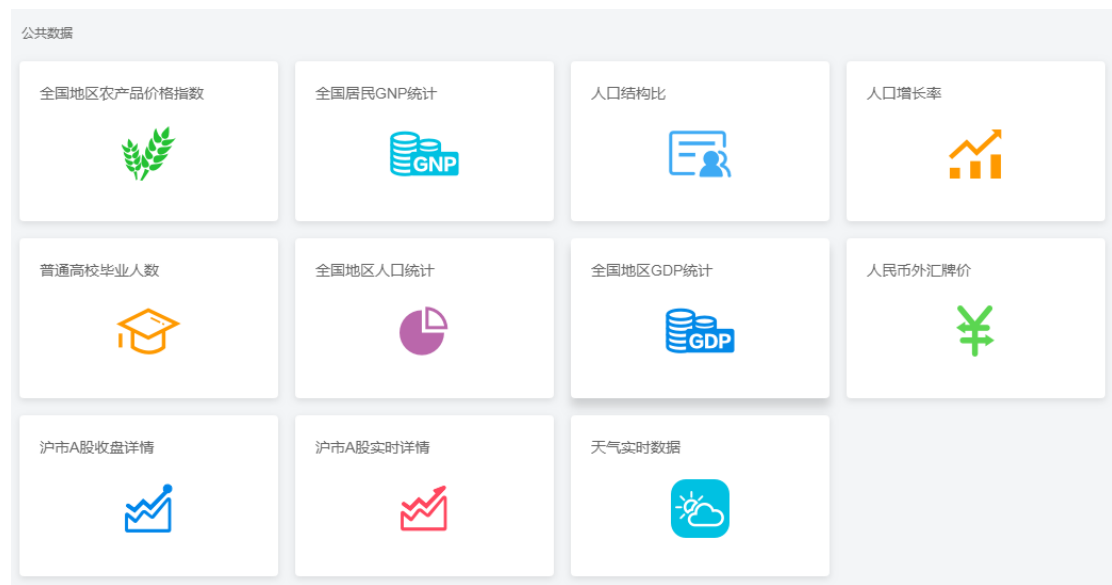 公共数据
全国地区农产品价格指数
全国居民GNP统计
人口结构比
人口增长率
GNP
普通高校毕业人数
全国地区人口统计
全国地区GDP统计
人民币外汇牌价
GDP
沪市A股收盘详情
沪市A股实时详情
天气实时数据